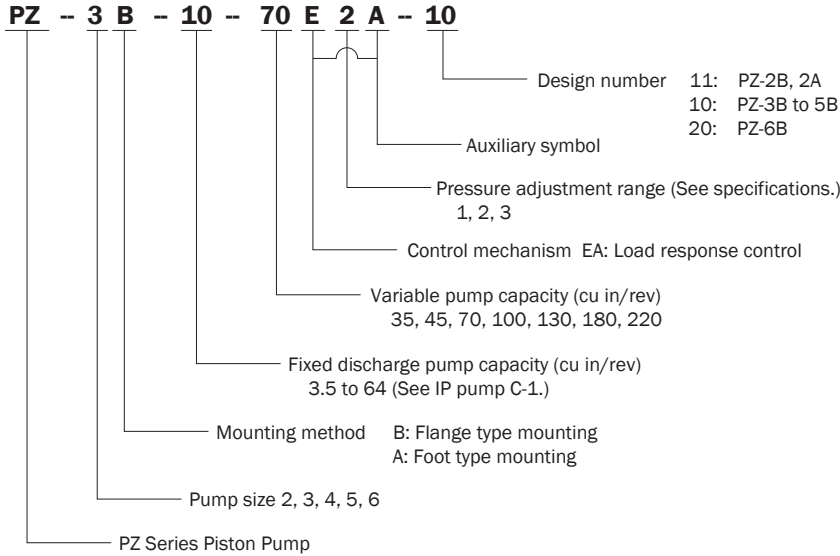 PZ -- 3 B -- 10 -- 70 E 2 A -- 10
Design number 11: PZ-2B, 2A
10: PZ-3B to 5B
20: PZ-6B
Auxiliary symbol
Pressure adjustment range (See specifications.)
1, 2, 3
Control mechanism EA: Load response control
Variable pump capacity (cu in/rev)
35, 45, 70, 100, 130, 180, 220
Fixed discharge pump capacity (cu in/rev)
3.5 to 64 (See IP pump C-1.)
Mounting method B: Flange type mounting
A: Foot type mounting
Pump size 2, 3, 4, 5, 6
PZ Series Piston Pump